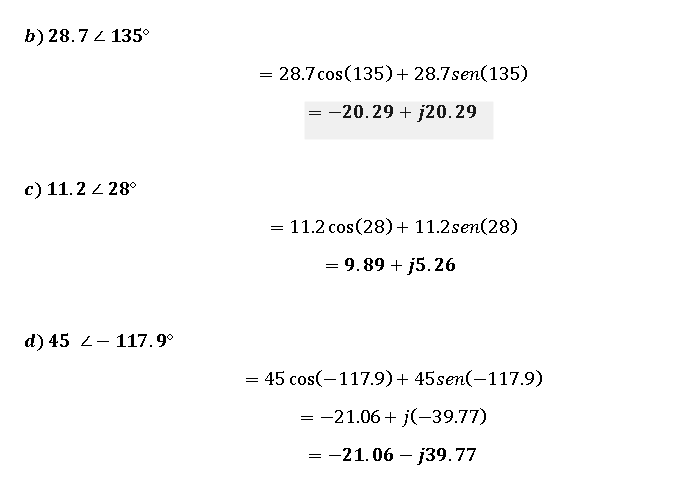 b) 28.7 ∠ 135°
= 28.7cos(135) + 28.7sen(135)
= −20.29 + j20.29
c) 11.2 ∠ 28°
= 11.2 cos(28) + 11.2sen(28)
= 9.89 + j5.26
d) 45 ∠ − 117.9°
= 45 cos(−117.9) + 45sen(−117.9)
= −21.06 + j(−39.77)
= −21.06 − j39.77